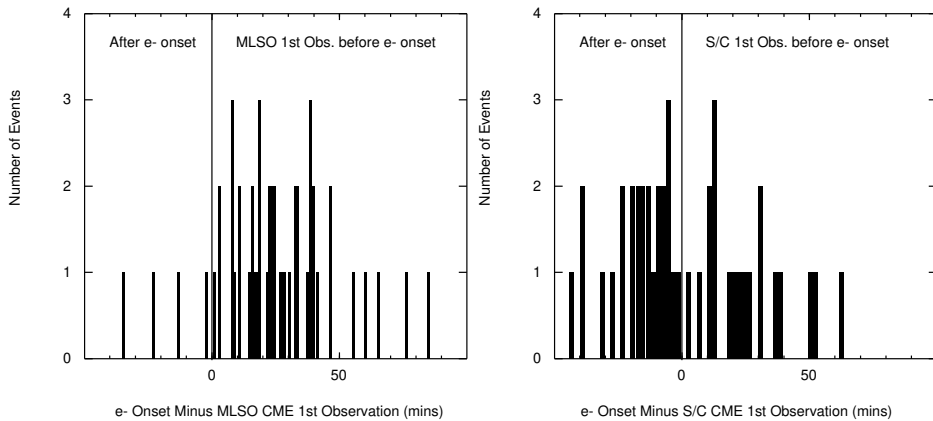 After e- onset
MLSO 1st Obs. before e- onset
Number of Events
4
3
2
1
0
0
50
e- Onset Minus MLSO CME 1st Observation (mins)
After e- onset
S/C 1st Obs. before e- onset
Number of Events
4
3
2
1
0
0
50
e- Onset Minus S/C CME 1st Observation (mins)